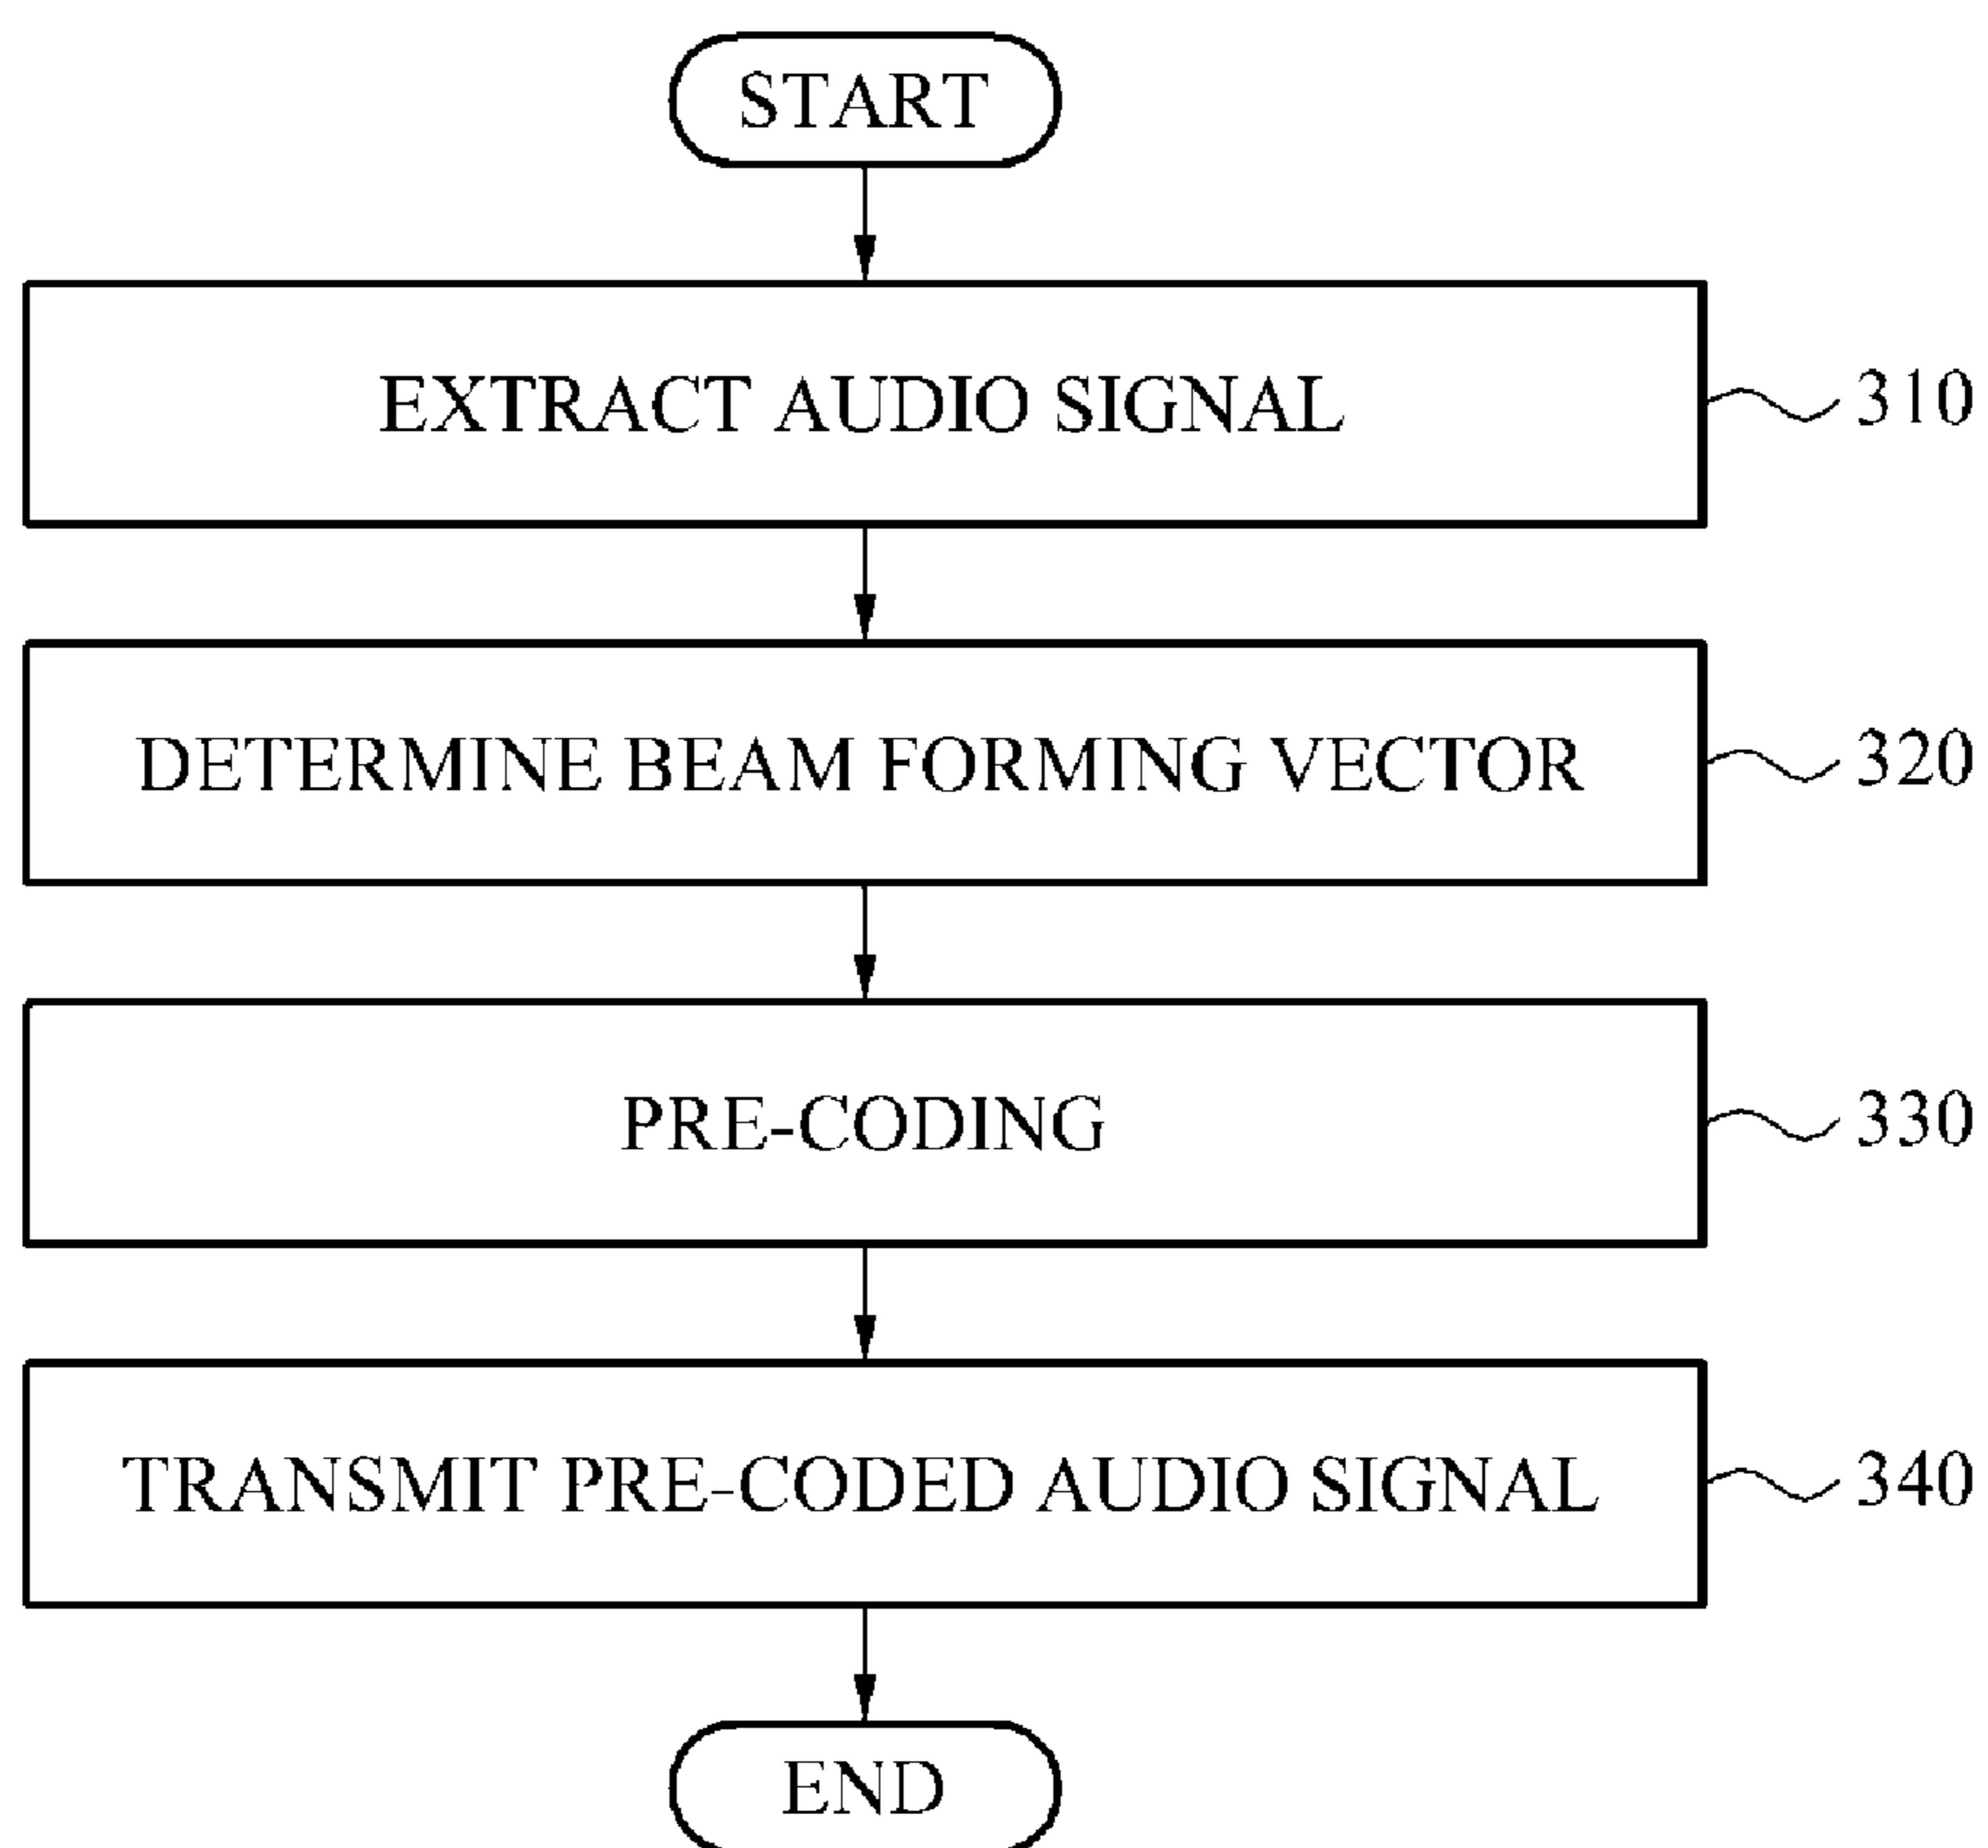 START
EXTRACT AUDIO SIGNAL
310
DETERMINE BEAM FORMING VECTOR
320
PRE-CODING
330
TRANSMIT PRE-CODED AUDIO SIGNAL
340
END